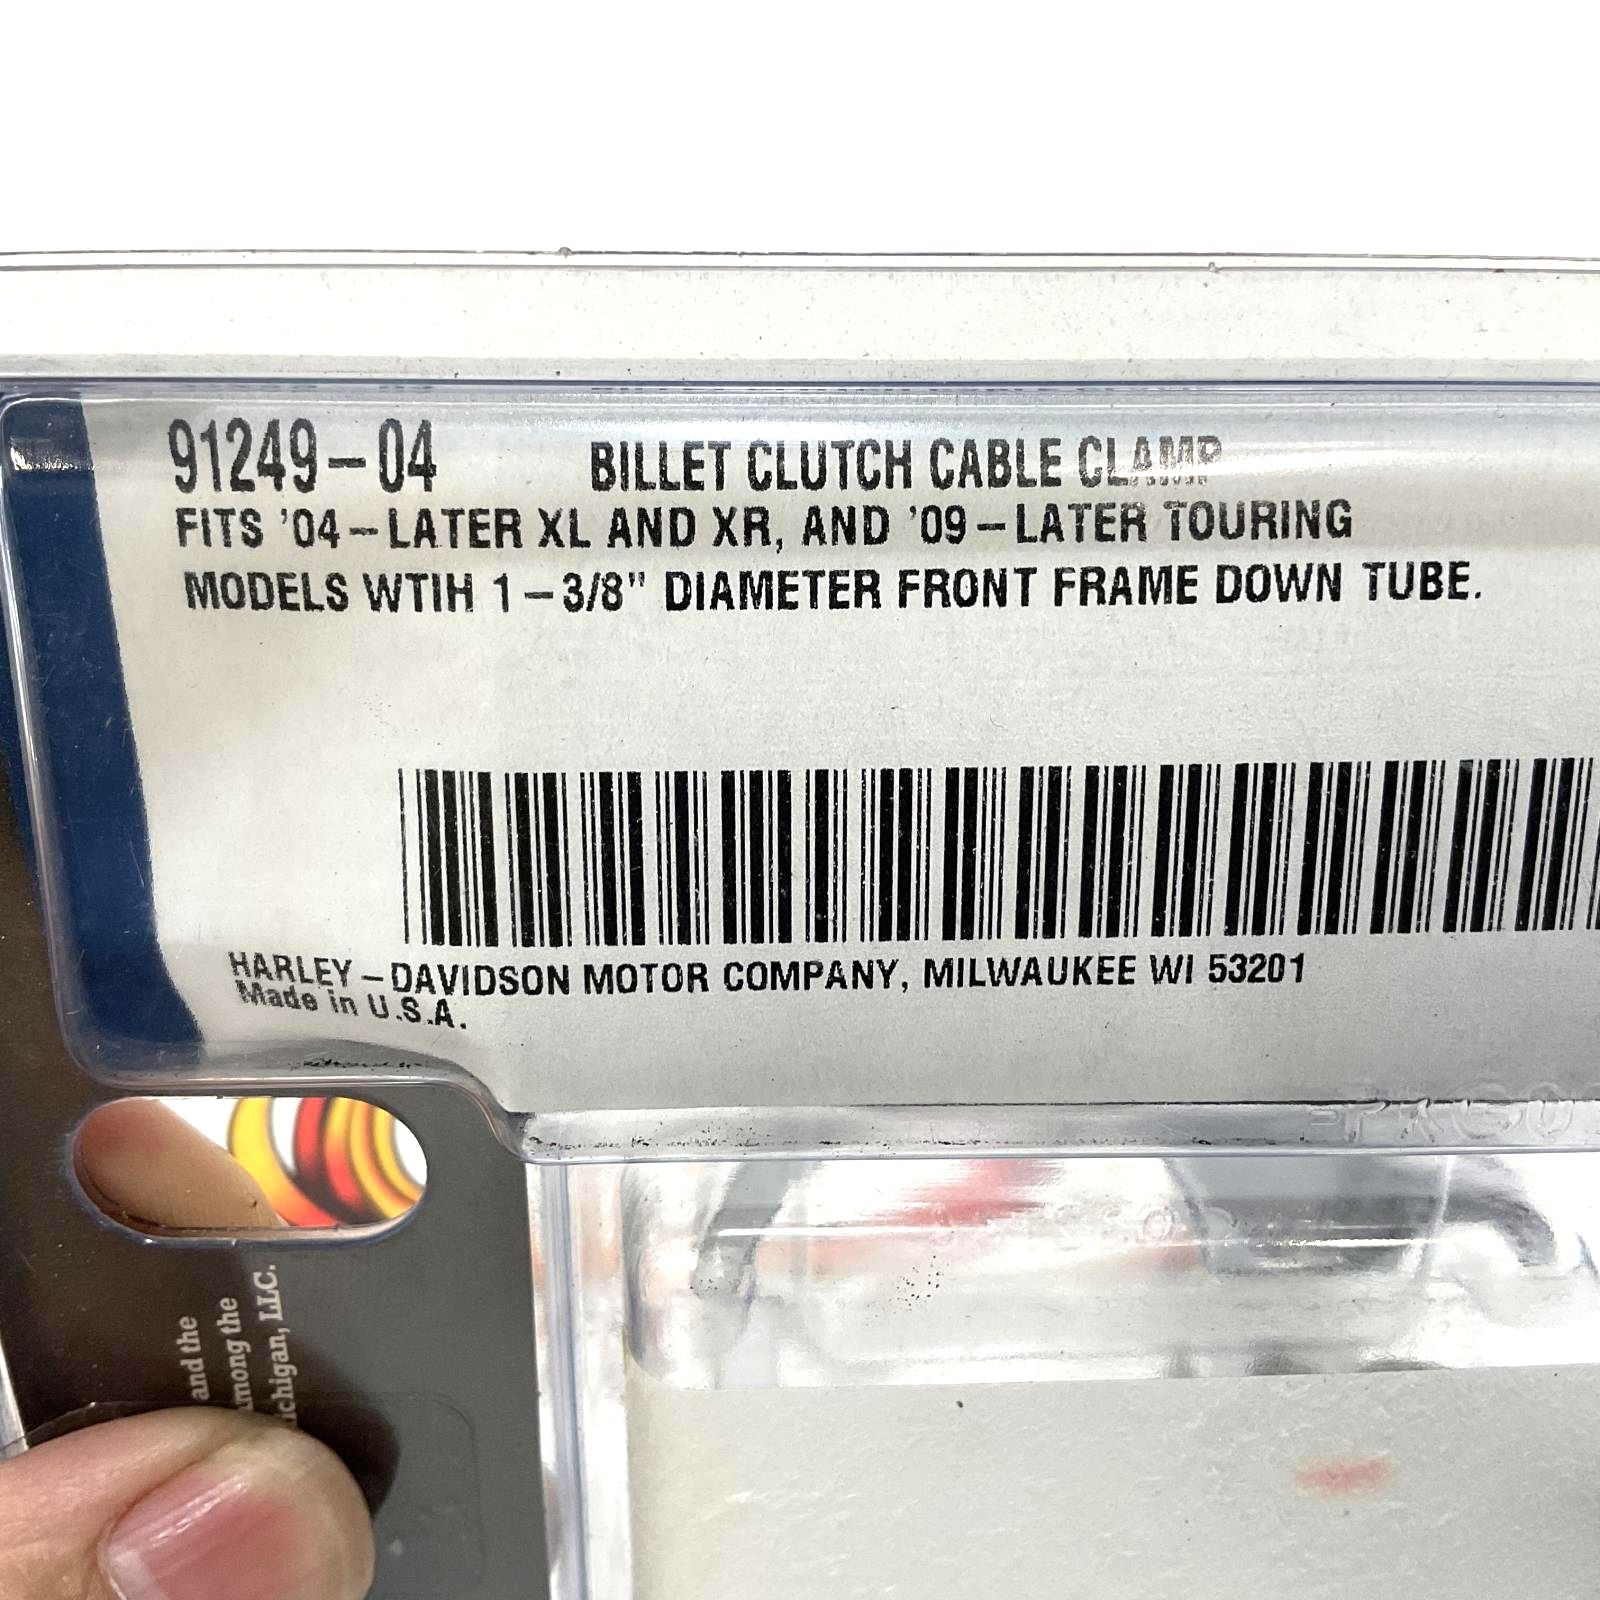 91249-04 BILLET CLUTCH CABLE CLAMP
FITS '04-LATER XL AND XR, AND '09-LATER TOURING
MODELS WTIH 1-3/8" DIAMETER FRONT FRAME DOWN TUBE.
HARLEY-DAVIDSON MOTOR COMPANY, MILWAUKEE WI 53201
Made in U.S.A.
and the
the
LLC.